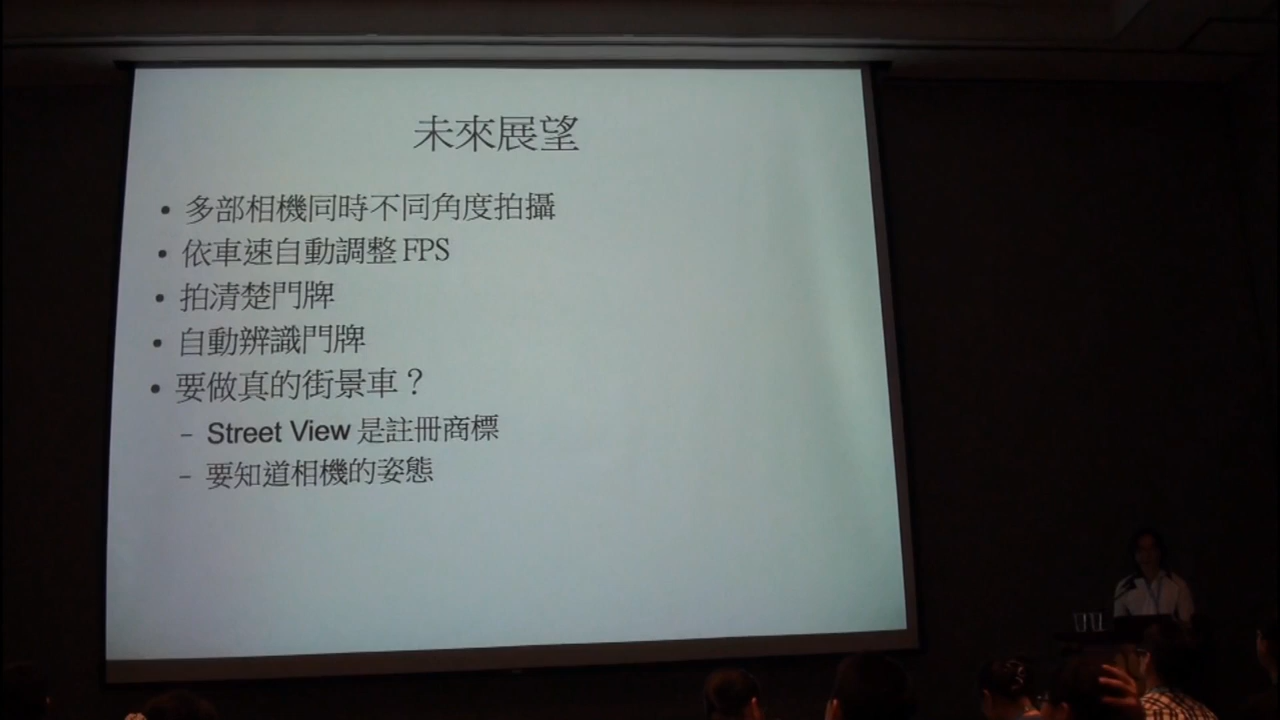 未來展望
• 多部相機同時不同角度拍攝
• 依車速自動調整 FPS
• 拍清楚門牌
• 自動辨識門牌
• 要做真的街景車？
– Street View 是註冊商標
– 要知道相機的姿態